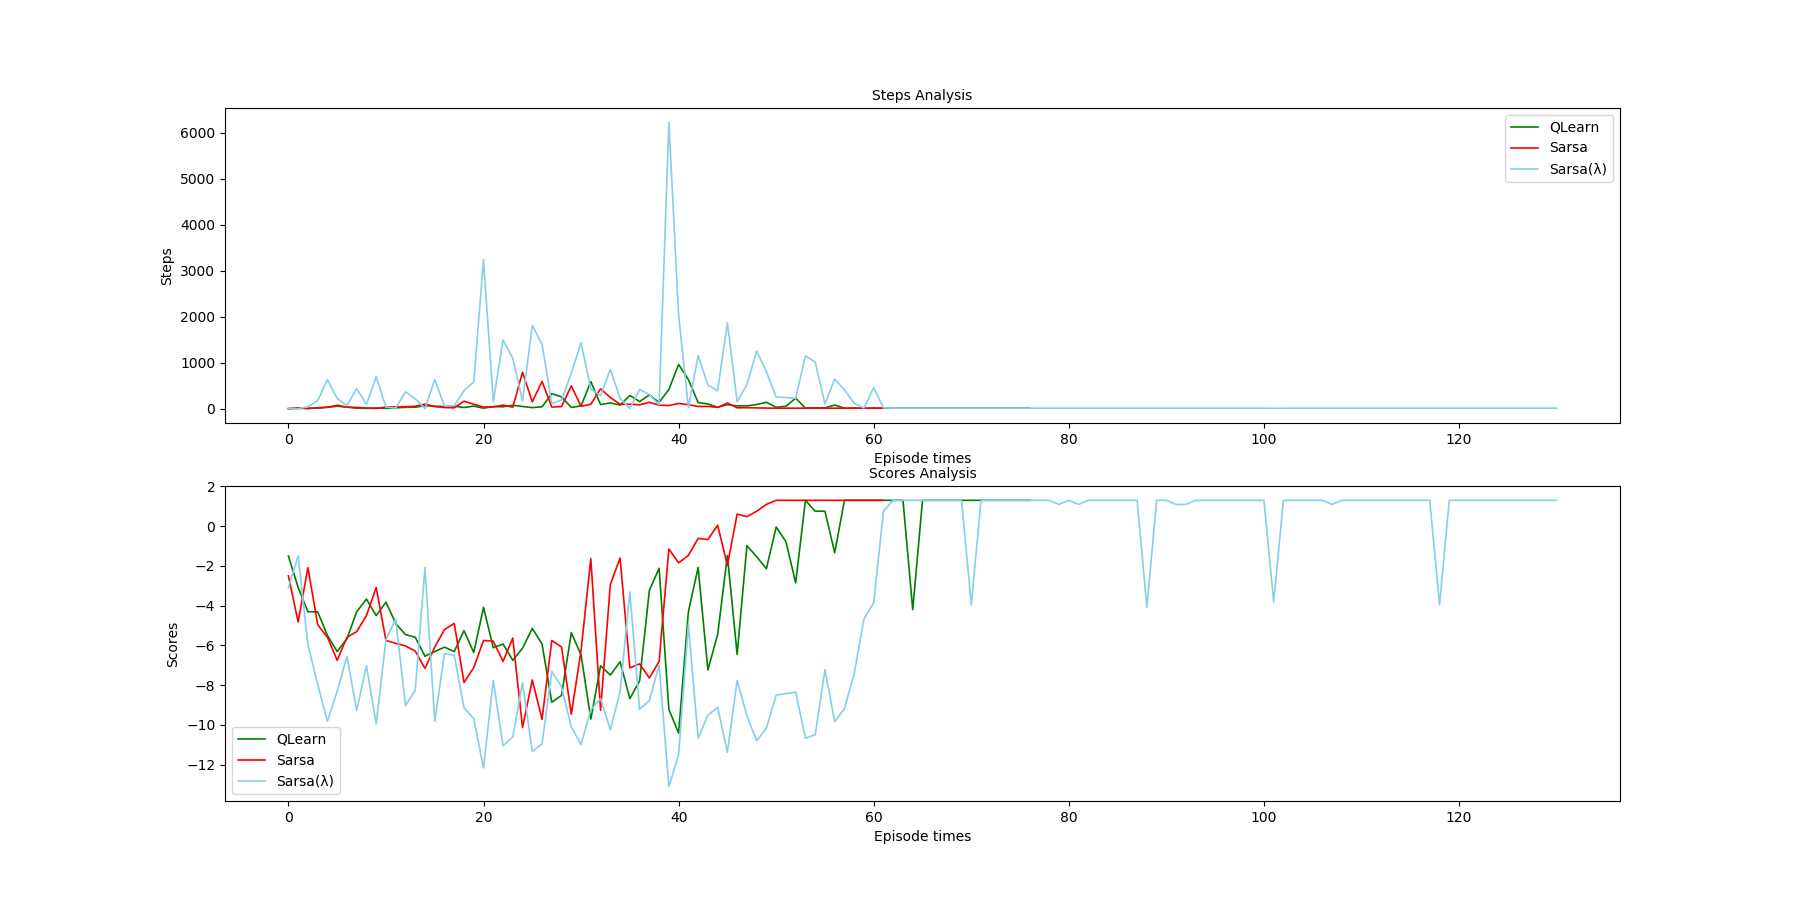 Steps Analysis
6000
5000
4000
3000
2000
1000
0
Steps
QLearn
Sarsa
Sarsa(λ)
0 20 40 60 80 100 120
Episode times
Scores Analysis
2
0
−2
−4
−6
−8
−10
−12
Scores
QLearn
Sarsa
Sarsa(λ)
0 20 40 60 80 100 120
Episode times